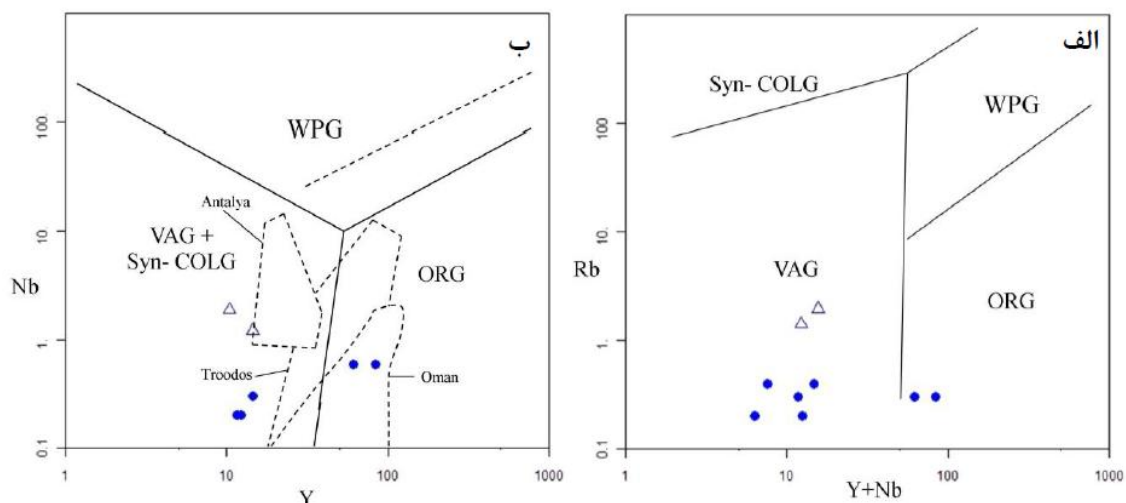 ب
WPG
100
Antalya
VAG +
Syn- COLG
10
ORG
Nb
1
Troodos
Oman
0.1
1
10
100
1000
Y
الف
Syn- COLG
WPG
100.
10.
Rb
VAG
ORG
1.
0.1
1
10
100
1000
Y+Nb